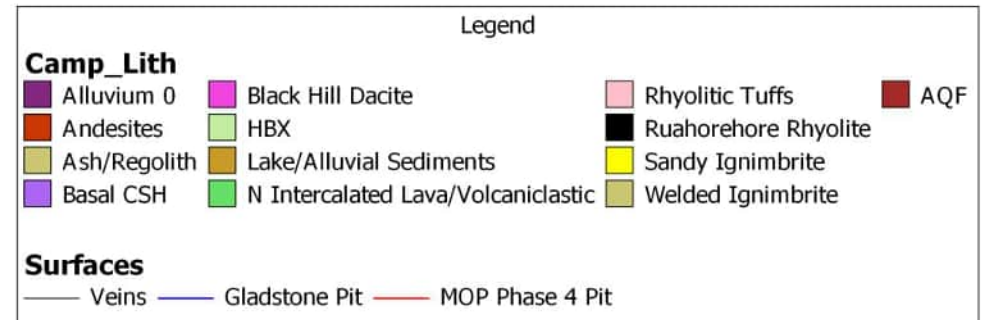 Legend
Camp_Lith
Alluvium 0 Black Hill Dacite Rhyolitic Tuffs AQF
Andesites HBX Ruahorehore Rhyolite
Ash/Regolith Lake/Alluvial Sediments Sandy Ignimbrite
Basal CSH N Intercalated Lava/Volcaniclastic Welded Ignimbrite
Surfaces
Veins Gladstone Pit MOP Phase 4 Pit